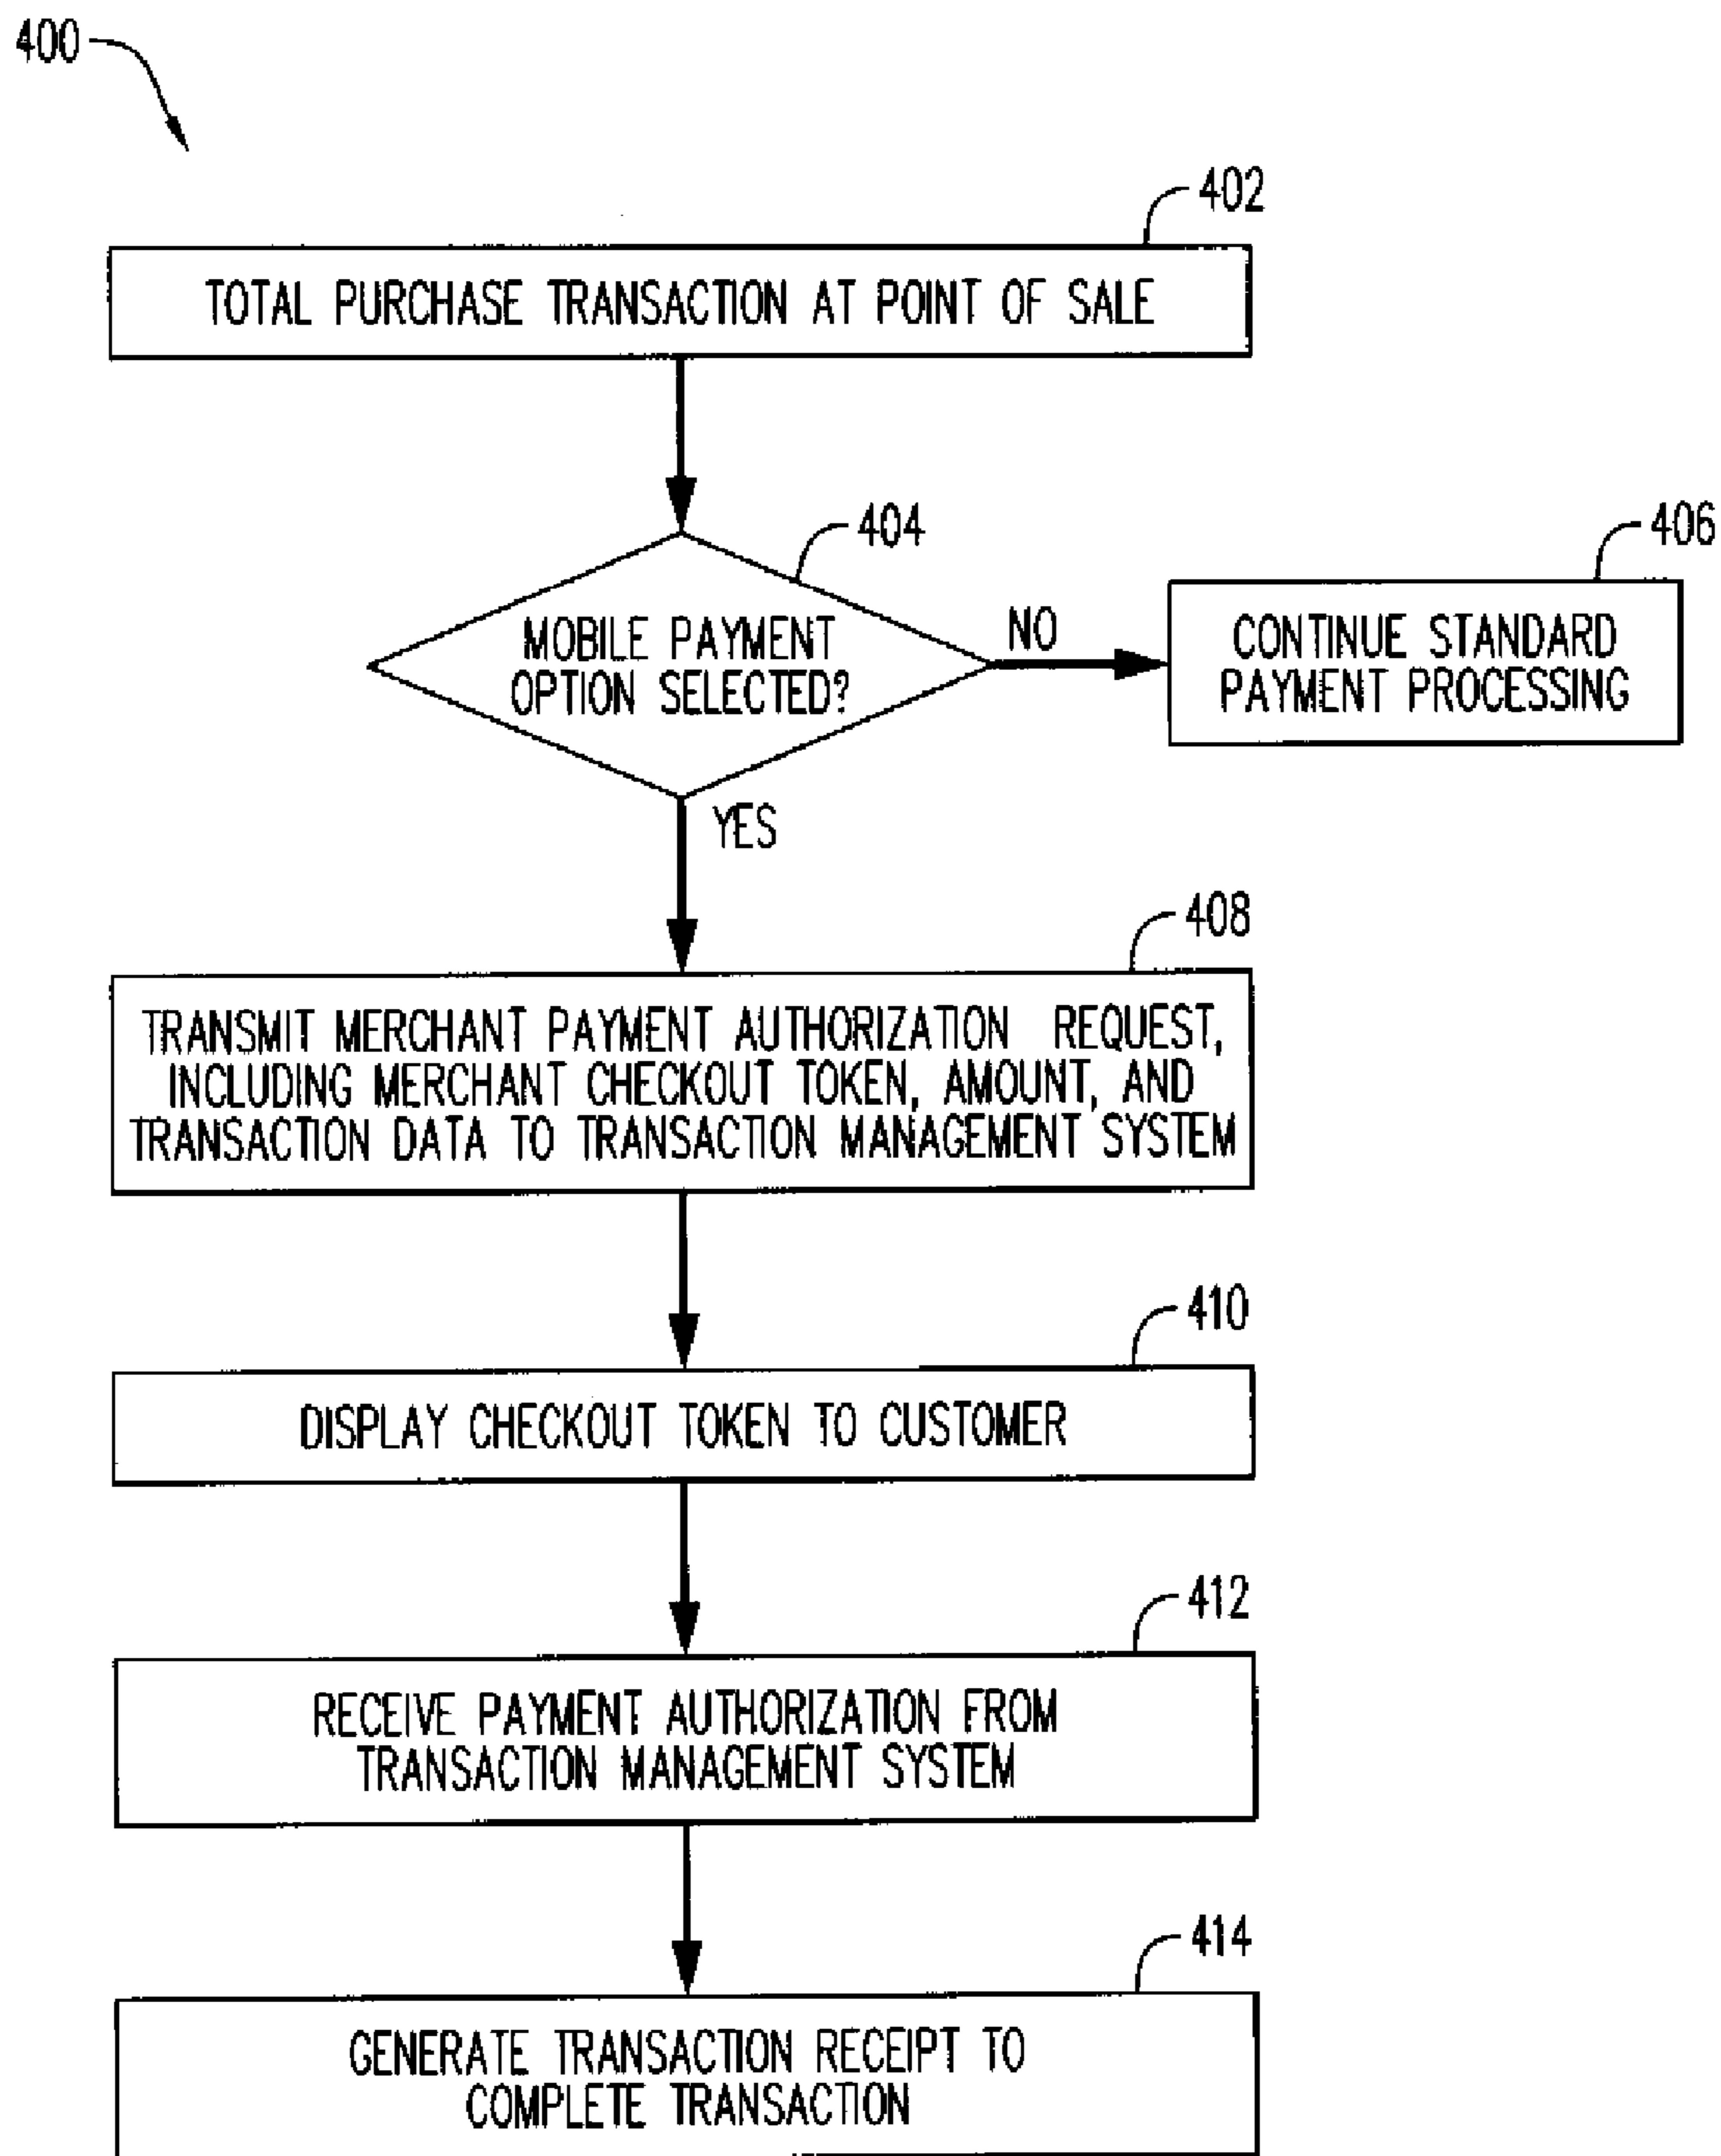 400
402
TOTAL PURCHASE TRANSACTION AT POINT OF SALE
404
MOBILE PAYMENT
OPTION SELECTED?
NO
406
CONTINUE STANDARD
PAYMENT PROCESSING
YES
408
TRANSMIT MERCHANT PAYMENT AUTHORIZATION REQUEST,
INCLUDING MERCHANT CHECKOUT TOKEN, AMOUNT, AND
TRANSACTION DATA TO TRANSACTION MANAGEMENT SYSTEM
410
DISPLAY CHECKOUT TOKEN TO CUSTOMER
412
RECEIVE PAYMENT AUTHORIZATION FROM
TRANSACTION MANAGEMENT SYSTEM
414
GENERATE TRANSACTION RECEIPT TO
COMPLETE TRANSACTION